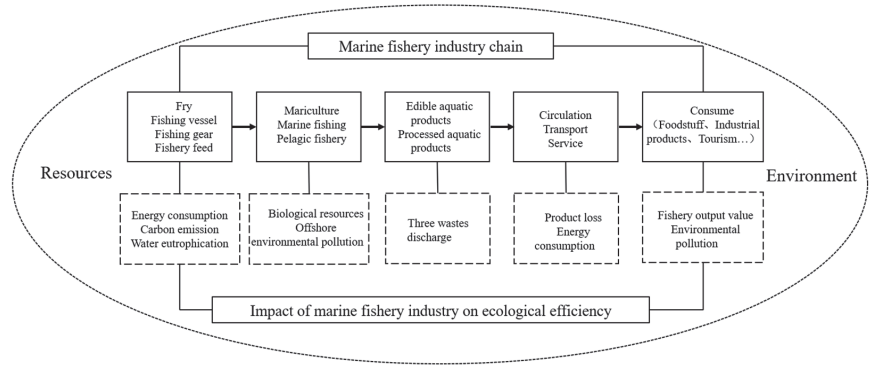 Marine fishery industry chain
Fry
Fishing vessel
Fishing gear
Fishery feed
Mariculture
Marine fishing
Pelagic fishery
Edible aquatic
products
Processed aquatic
products
Circulation
Transport
Service
Consume
（Foodstuff、Industrial
products、Tourism…）
Resources
Environment
Energy consumption
Carbon emission
Water eutrophication
Biological resources
Offshore
environmental pollution
Three wastes
discharge
Product loss
Energy
consumption
Fishery output value
Environmental
pollution
Impact of marine fishery industry on ecological efficiency